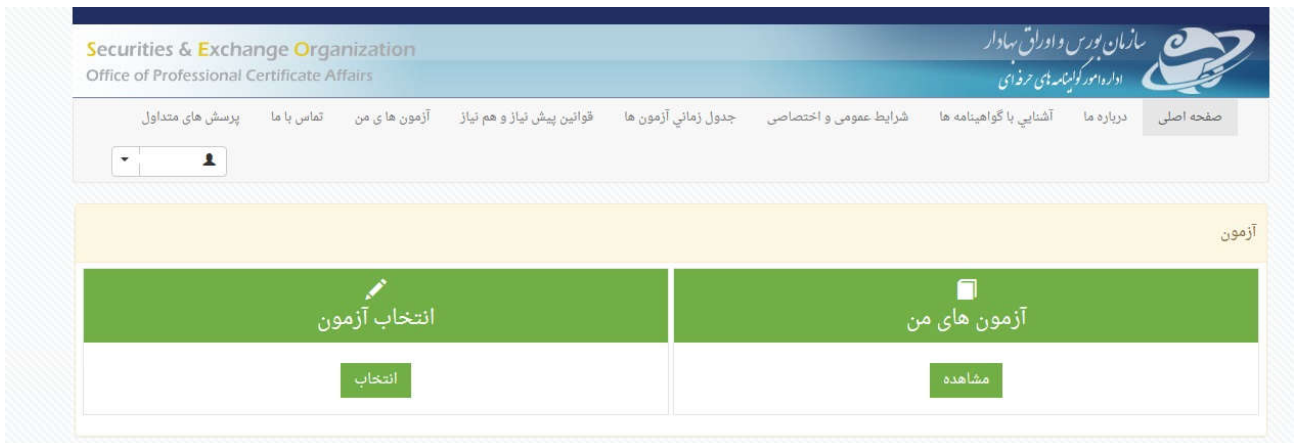 سازمان بورس و اوراق بهادار
اداره امور گواهینامه های حرفه ای
Securities & Exchange Organization
Office of Professional Certificate Affairs
صفحه اصلی
درباره ما
آشنايي با گواهینامه ها
شرایط عمومی و اختصاصی
جدول زماني آزمون ها
قوانین پیش نیاز و هم نیاز
آزمون ها ی من
تماس با ما
پرسش های متداول
آزمون
آزمون های من
انتخاب آزمون
مشاهده
انتخاب